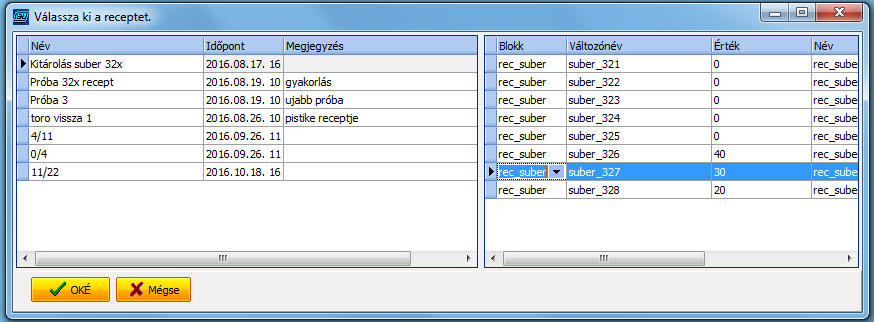 Válassza ki a receptet.
Név Időpont Megjegyzés
Kitárolás suber 32x 2016.08.17. 16
Próba 32x recept 2016.08.19. 10 gyakorlás
Próba 3 2016.08.19. 10 ujabb próba
toro vissza 1 2016.08.26. 10 pistike receptje
4/11 2016.09.26. 11
0/4 2016.09.26. 11
11/22 2016.10.18. 16
Blokk Változónév Érték Név
rec_suber suber_321 0 rec_sube
rec_suber suber_322 0 rec_sube
rec_suber suber_323 0 rec_sube
rec_suber suber_324 0 rec_sube
rec_suber suber_325 0 rec_sube
rec_suber suber_326 40 rec_sube
rec_suber suber_327 30 rec_sube
rec_suber suber_328 20 rec_sube
OKÉ Mégse